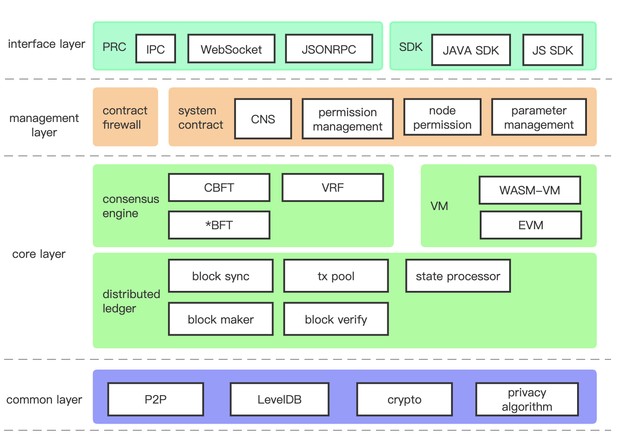 interface layer
PRC
IPC
WebSocket
JSONRPC
SDK
JAVA SDK
JS SDK
management
layer
contract
firewall
system
contract
CNS
permission
management
node
permission
parameter
management
core layer
consensus
engine
CBFT
VRF
*BFT
VM
WASM-VM
EVM
distributed
ledger
block sync
tx pool
state processor
block maker
block verify
common layer
P2P
LevelDB
crypto
privacy
algorithm